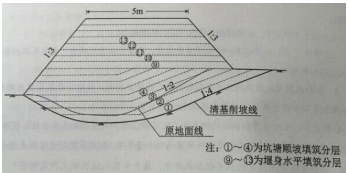 5m
1:3
1:3
⑬
⑫
⑪
⑩
⑨
④
③
②
①
1:2
1:4
清基削坡线
原地面线
注：①～④为坑塘顺坡填筑分层
⑨～⑬为堰身水平填筑分层